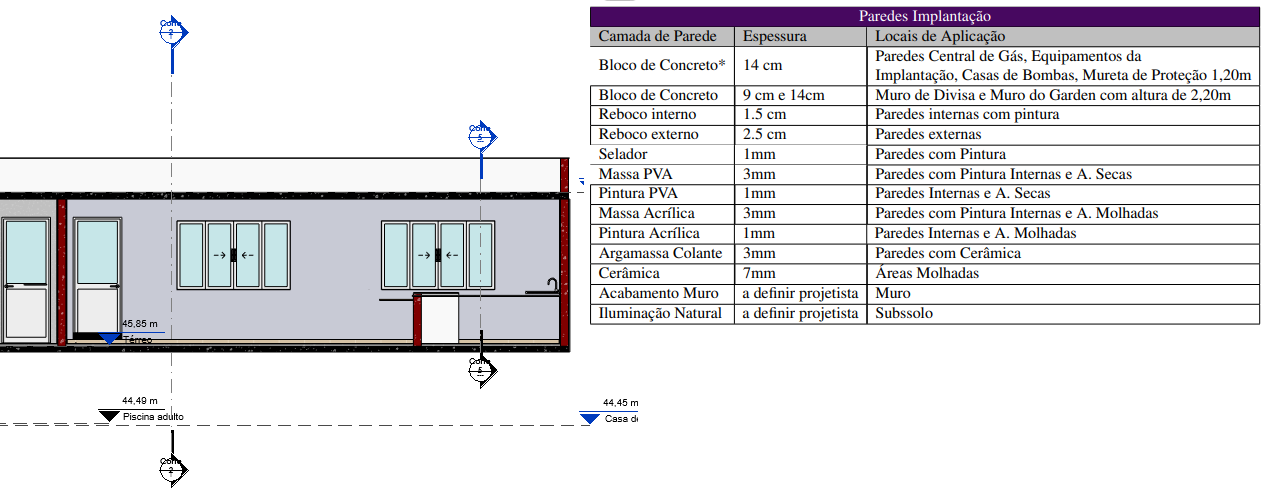 Corte
2
Corte
5
45,85 m
Térreo
44,49 m
Piscina adulto
44,45 m
Casa de
Corte
5
Corte
2
Paredes Implantação
Camada de Parede Espessura Locais de Aplicação
Bloco de Concreto* 14 cm Paredes Central de Gás, Equipamentos da
Implantação, Casas de Bombas, Mureta de Proteção 1,20m
Bloco de Concreto 9 cm e 14cm Muro de Divisa e Muro do Garden com altura de 2,20m
Reboco interno 1.5 cm Paredes internas com pintura
Reboco externo 2.5 cm Paredes externas
Selador 1mm Paredes com Pintura
Massa PVA 3mm Paredes com Pintura Internas e A. Secas
Pintura PVA 1mm Paredes Internas e A. Secas
Massa Acrílica 3mm Paredes com Pintura Internas e A. Molhadas
Pintura Acrílica 1mm Paredes Internas e A. Molhadas
Argamassa Colante 3mm Paredes com Cerâmica
Cerâmica 7mm Áreas Molhadas
Acabamento Muro a definir projetista Muro
Iluminação Natural a definir projetista Subssolo